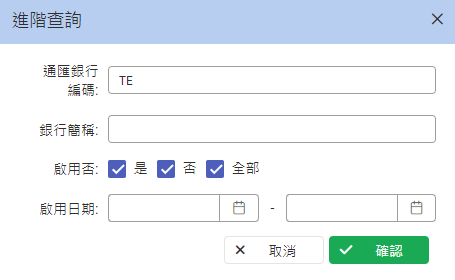 進階查詢
通匯銀行
編碼: TE
銀行簡稱:
啟用否: 是 否 全部
啟用日期: -
取消 確認